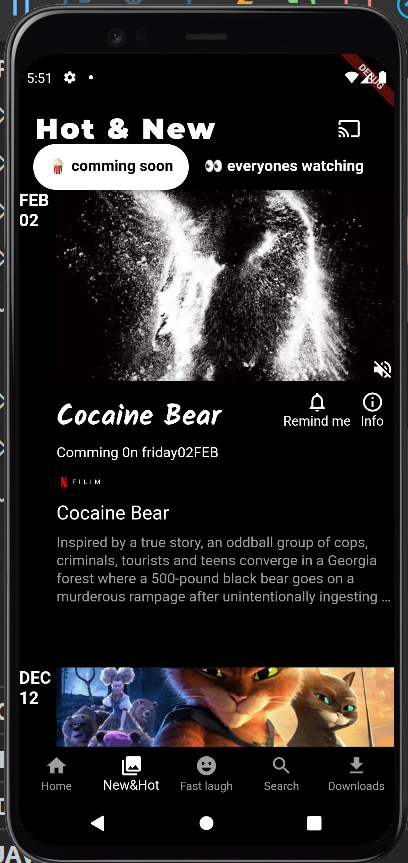 5:51
DEBUG
Hot & New
🍿 comming soon
👀 everyones watching
FEB
02
Cocaine Bear
Remind me
Info
Comming 0n friday02FEB
N FILIM
Cocaine Bear
Inspired by a true story, an oddball group of cops,
criminals, tourists and teens converge in a Georgia
forest where a 500-pound black bear goes on a
murderous rampage after unintentionally ingesting ...
DEC
12
Home
New&Hot
Fast laugh
Search
Downloads